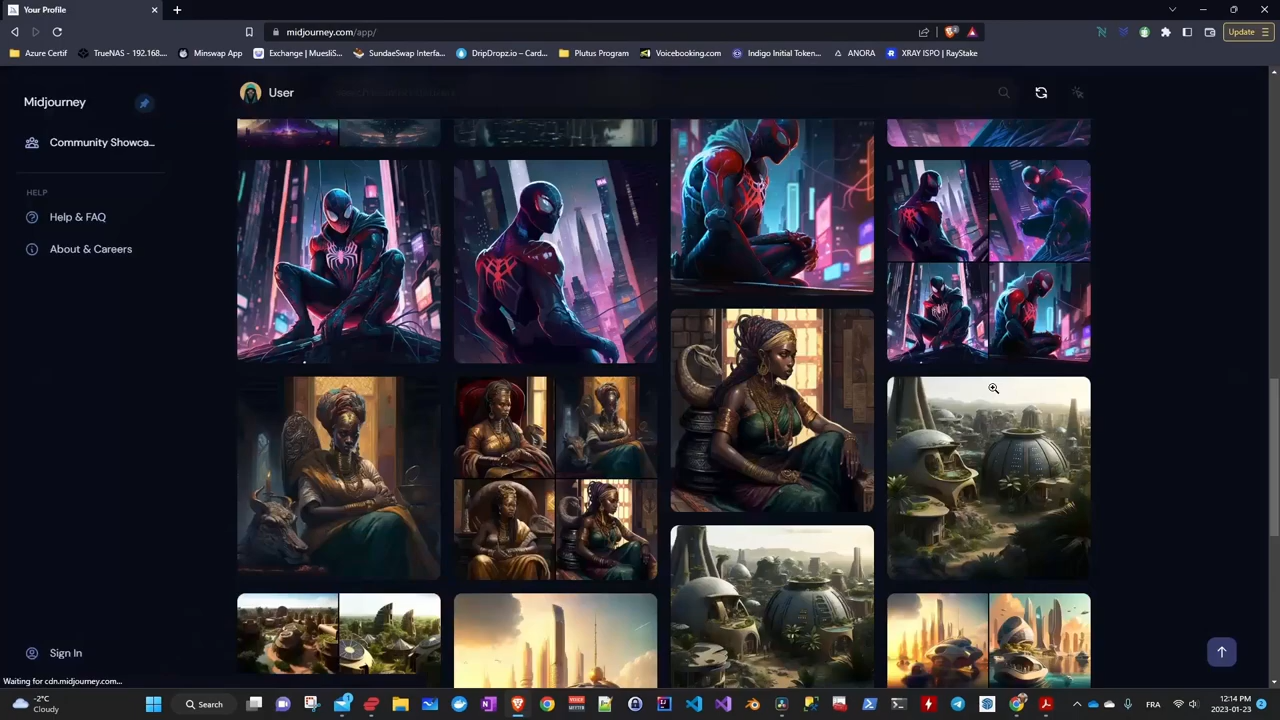 Your Profile
midjourney.com/app/
Update
Azure Certif
TrueNAS - 192.168....
Minswap App
Exchange | MuesliS...
SundaeSwap Interfa...
DripDropz.io – Card...
Plutus Program
Voicebooking.com
Indigo Initial Token...
ANORA
XRAY ISPO | RayStake
Midjourney
User
Community Showca...
HELP
Help & FAQ
About & Careers
Sign In
Waiting for cdn.midjourney.com...
-2°C
Cloudy
Search
FRA
12:14 PM
2023-01-23